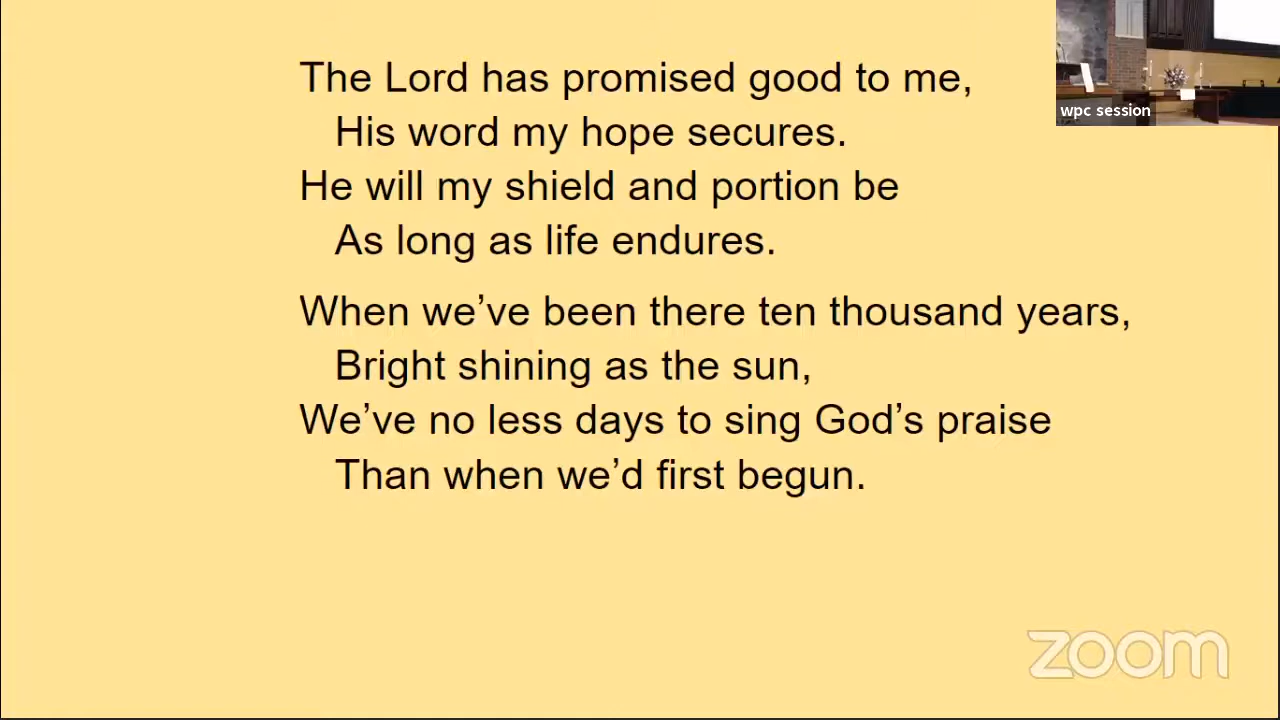 The Lord has promised good to me,
His word my hope secures.
He will my shield and portion be
As long as life endures.
When we’ve been there ten thousand years,
Bright shining as the sun,
We’ve no less days to sing God’s praise
Than when we’d first begun.
wpc session
zoom